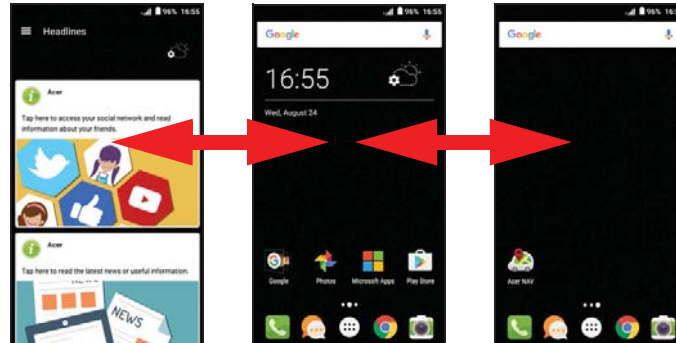 96% 16:55
Headlines
Acer
Tap here to access your social network and read
information about your friends.
Acer
Tap here to read the latest news or useful information.
NEWS
NEWS
96% 16:55
Google
16:55
Wed, August 24
Google
Photos
Microsoft Apps
Play Store
96% 16:55
Google
Acer NAV